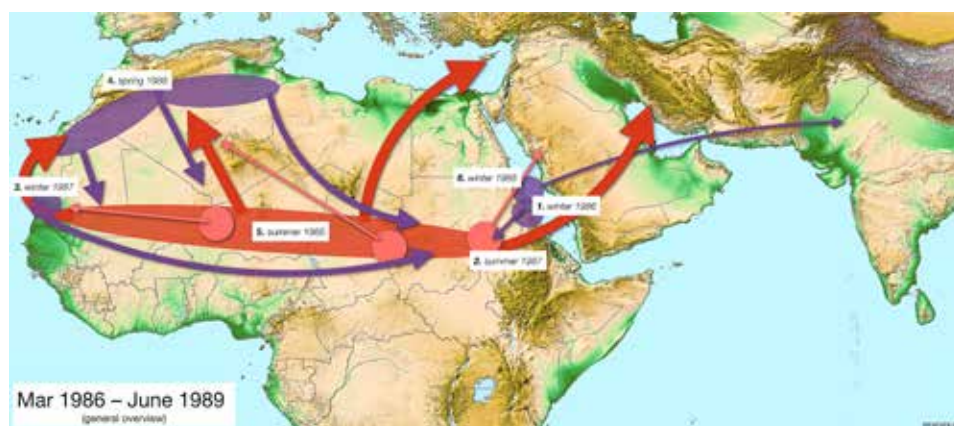 4. spring 1988
3. winter 1987
6. winter 1988
1. winter 1986
5. summer 1988
2. summer 1987
Mar 1986 – June 1989
(general overview)